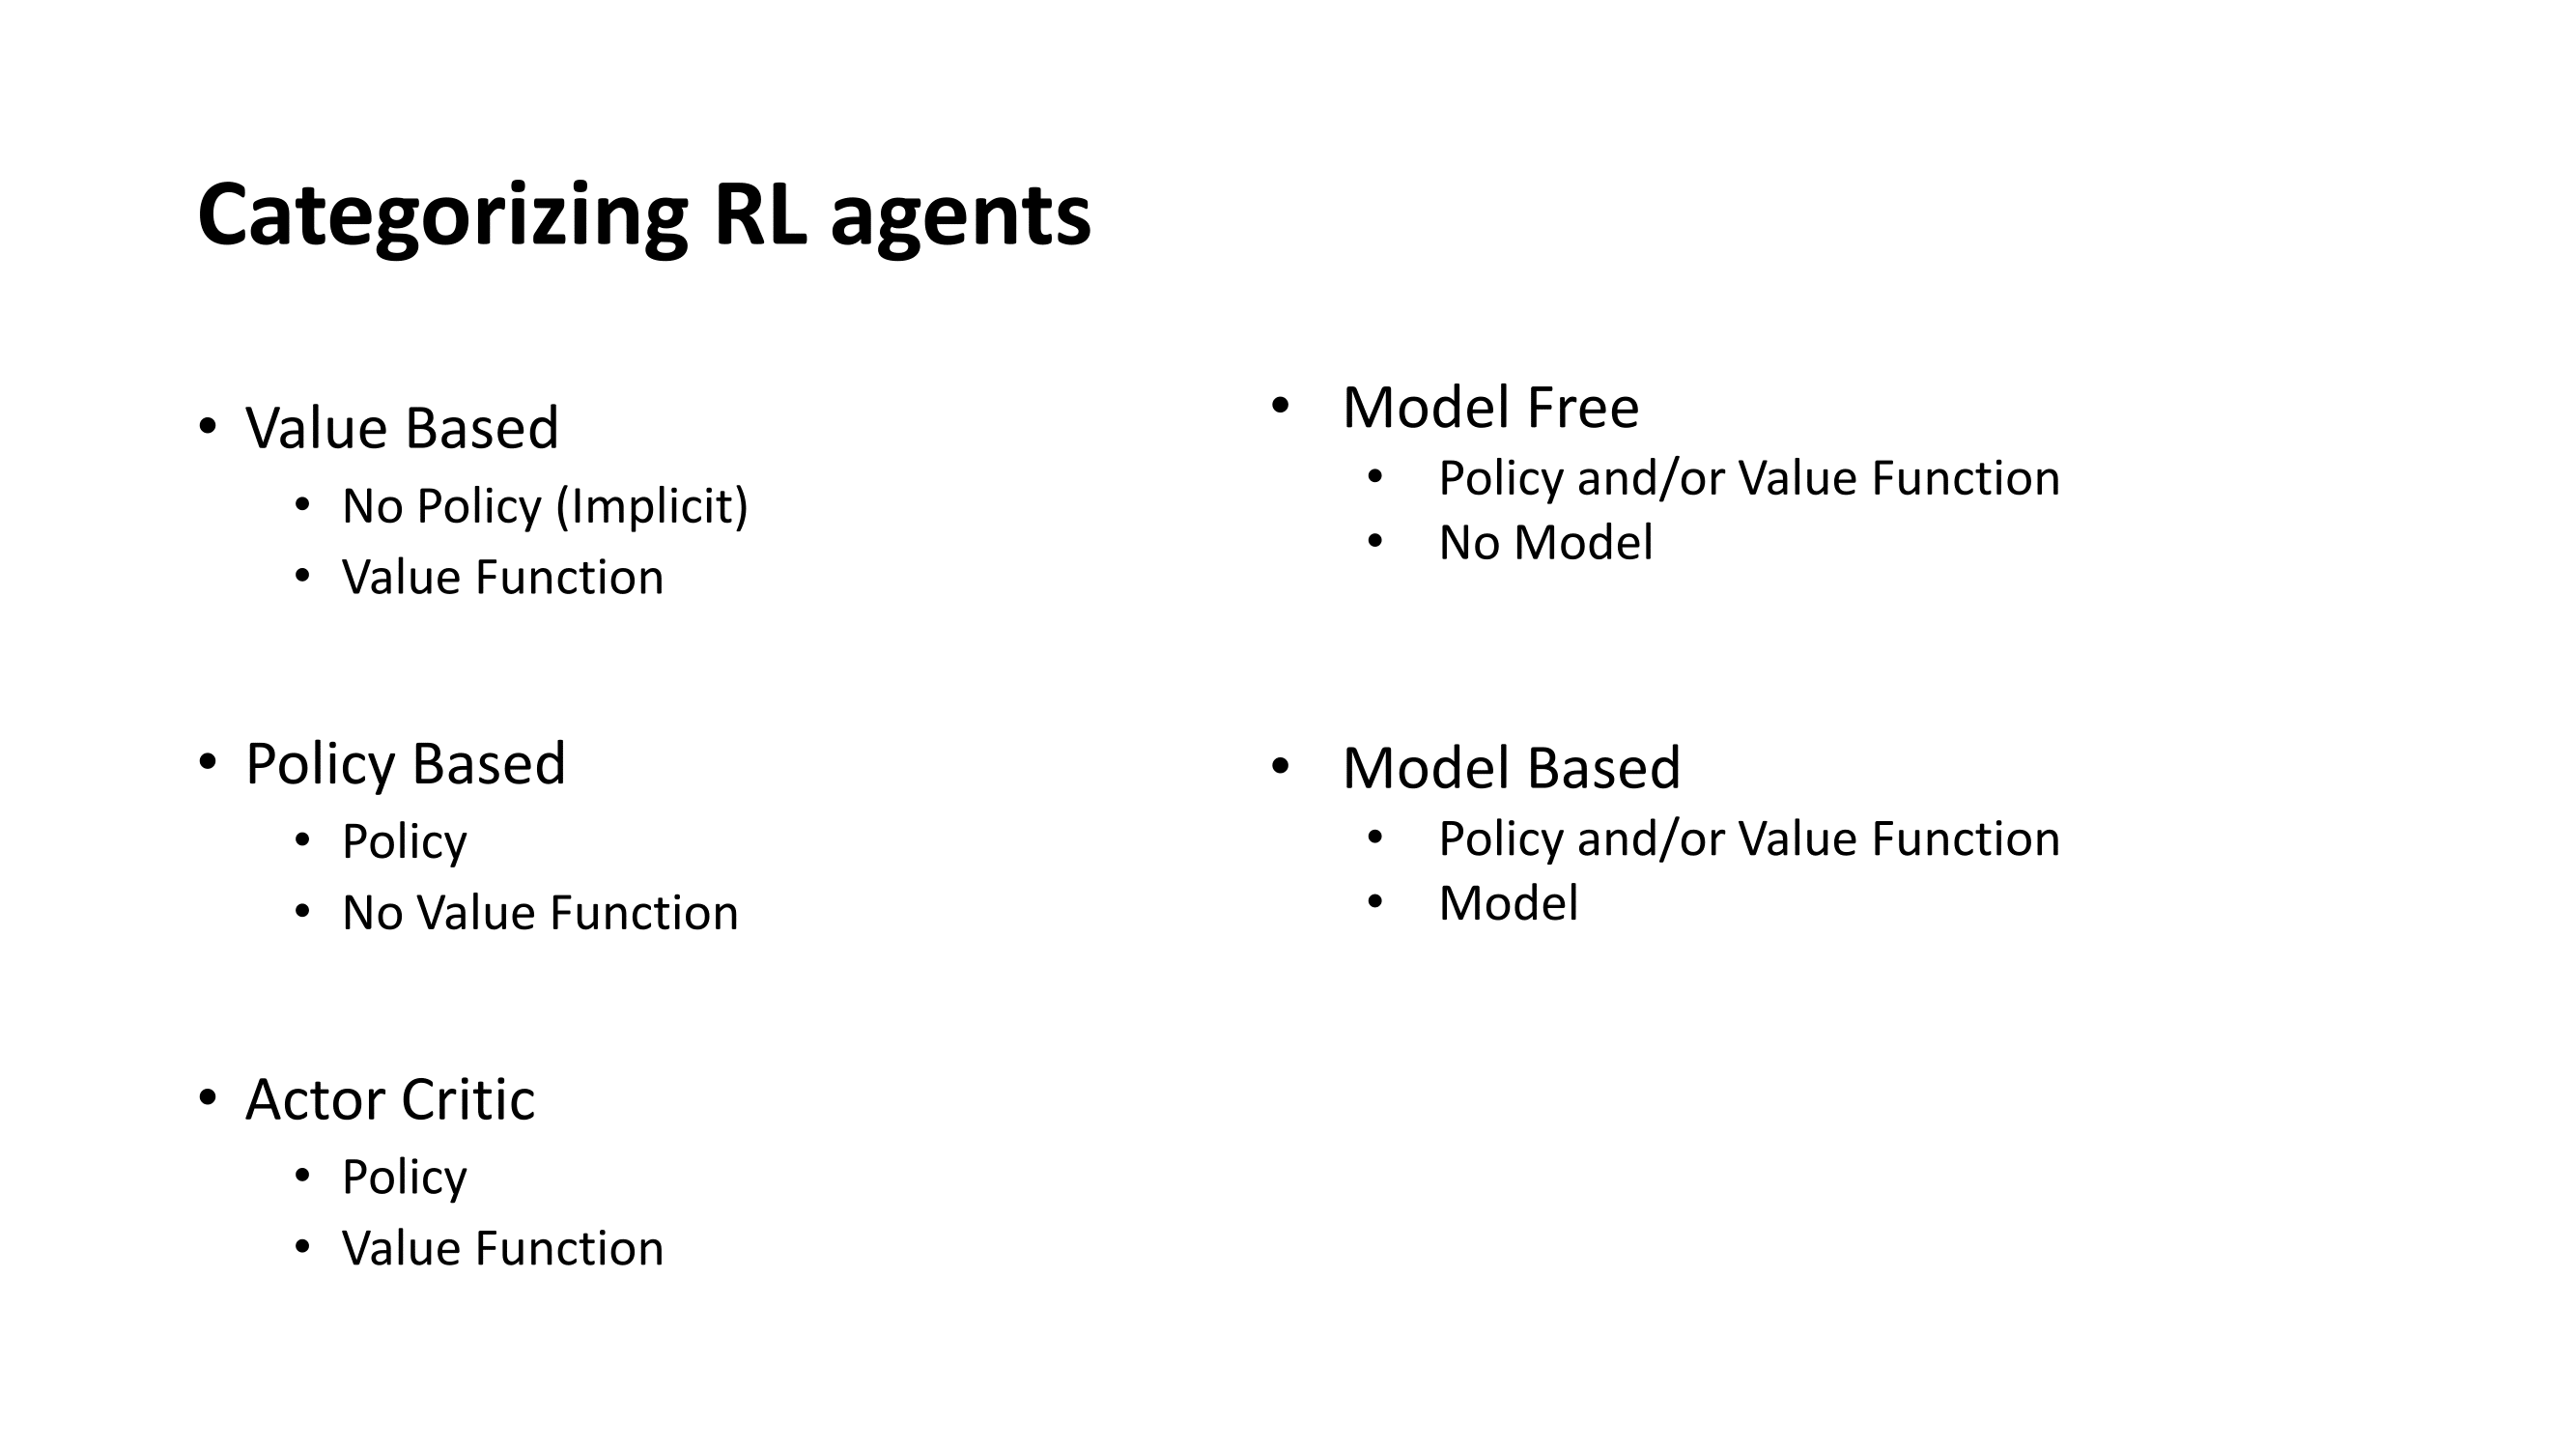 Categorizing RL agents
• Value Based
• No Policy (Implicit)
• Value Function
• Policy Based
• Policy
• No Value Function
• Actor Critic
• Policy
• Value Function
• Model Free
• Policy and/or Value Function
• No Model
• Model Based
• Policy and/or Value Function
• Model